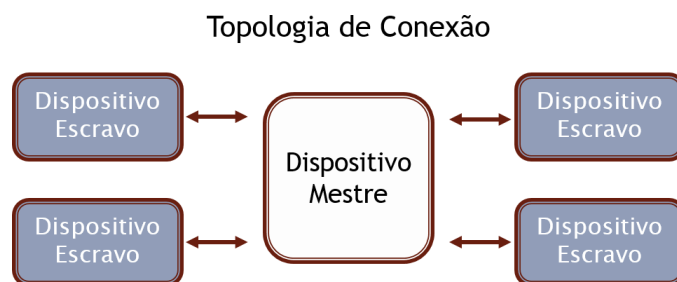 Topologia de Conexão
Dispositivo
Escravo
Dispositivo
Escravo
Dispositivo
Mestre
Dispositivo
Escravo
Dispositivo
Escravo